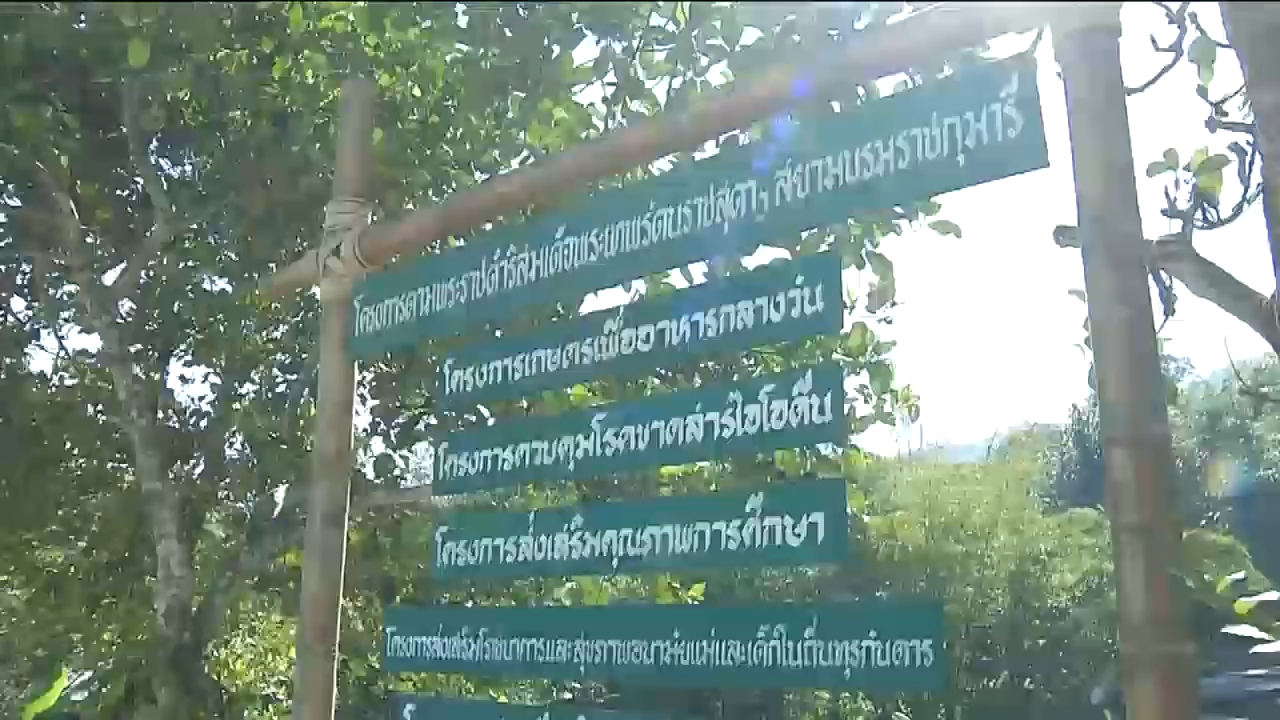 โครงการตามพระราชดำริสมเด็จพระเทพรัตนราชสุดาฯ สยามบรมราชกุมารี
โครงการเกษตรเพื่ออาหารกลางวัน
โครงการควบคุมโรคขาดสารไอโอดีน
โครงการส่งเสริมคุณภาพการศึกษา
โครงการส่งเสริมโภชนาการและสุขภาพอนามัยแม่และเด็กในถิ่นทุรกันดาร